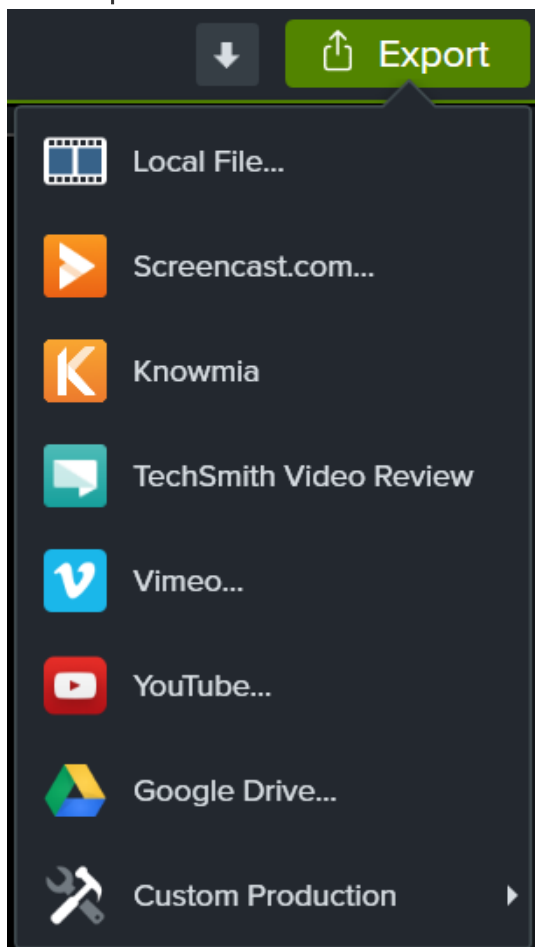 Export
Local File...
Screencast.com...
Knowmia
TechSmith Video Review
Vimeo...
YouTube...
Google Drive...
Custom Production